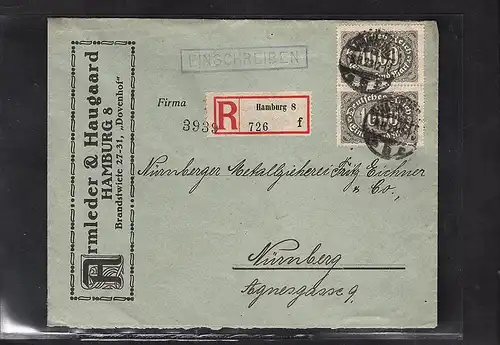 Armleder & Haugaard
HAMBURG 8
Brandstwiete 27-31, „Dovenhof"
EINSCHREIBEN
Firma
R
Hamburg 8
3939
726 f
Nürnberger Metallgießerei Fritz Eichner
& Co.,
Nürnberg
Agnesgasse 9
Deutsches